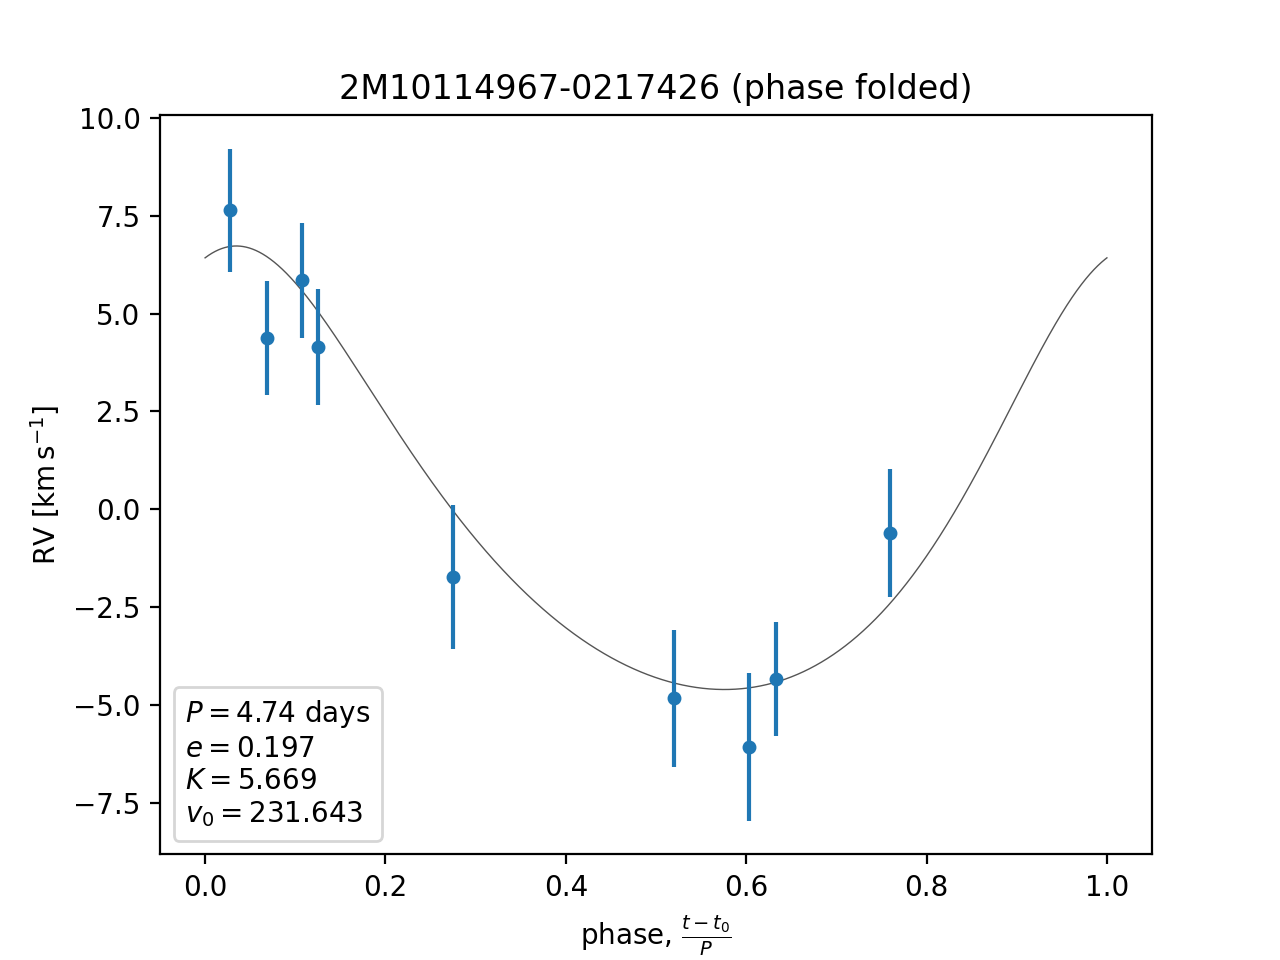 2M10114967-0217426 (phase folded)
RV [km s⁻¹]
10.0
7.5
5.0
2.5
0.0
−2.5
−5.0
−7.5
P = 4.74 days
e = 0.197
K = 5.669
v₀ = 231.643
0.0 0.2 0.4 0.6 0.8 1.0
phase, (t − t₀)/P